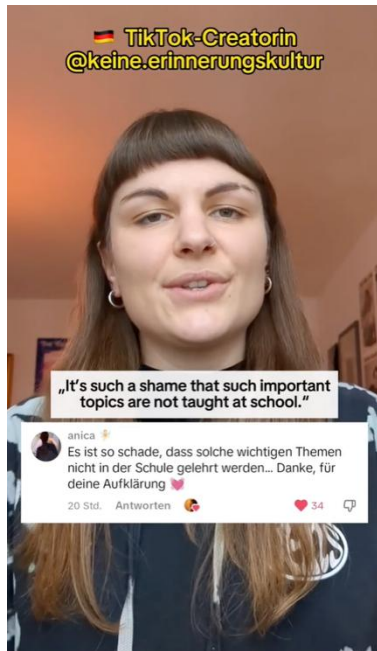 TikTok-Creatorin
@keine.erinnerungskultur
„It's such a shame that such important
topics are not taught at school.“
anica
Es ist so schade, dass solche wichtigen Themen
nicht in der Schule gelehrt werden... Danke, für
deine Aufklärung
20 Std. Antworten
34